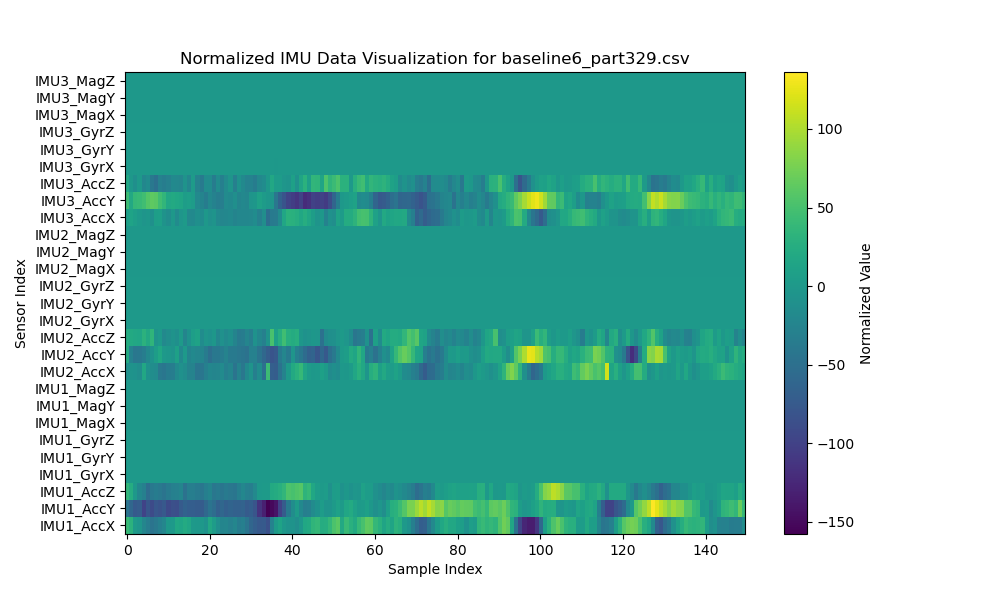 Normalized IMU Data Visualization for baseline6_part329.csv
IMU3_MagZ
IMU3_MagY
IMU3_MagX
IMU3_GyrZ
IMU3_GyrY
IMU3_GyrX
IMU3_AccZ
IMU3_AccY
IMU3_AccX
IMU2_MagZ
IMU2_MagY
IMU2_MagX
IMU2_GyrZ
IMU2_GyrY
IMU2_GyrX
IMU2_AccZ
IMU2_AccY
IMU2_AccX
IMU1_MagZ
IMU1_MagY
IMU1_MagX
IMU1_GyrZ
IMU1_GyrY
IMU1_GyrX
IMU1_AccZ
IMU1_AccY
IMU1_AccX
Sensor Index
0 20 40 60 80 100 120 140
Sample Index
100
50
0
−50
−100
−150
Normalized Value